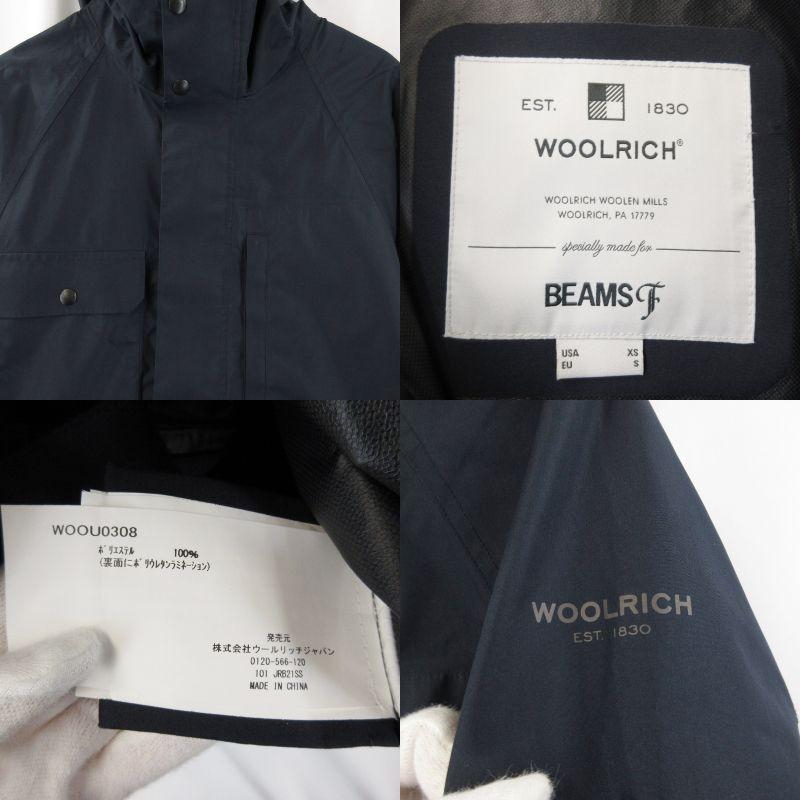 EST. 1830
WOOLRICH®
WOOLRICH WOOLEN MILLS
WOOLRICH, PA 17779
specially made for
BEAMS F
USA XS
EU S
WOOU0308
ﾎﾟﾘｴｽﾃﾙ 100%
(裏面にﾎﾟﾘｳﾚﾀﾝﾗﾐﾈｰｼｮﾝ)
発売元
株式会社ウールリッチジャパン
0120-566-120
101 JRB21SS
MADE IN CHINA
WOOLRICH
EST. 1830